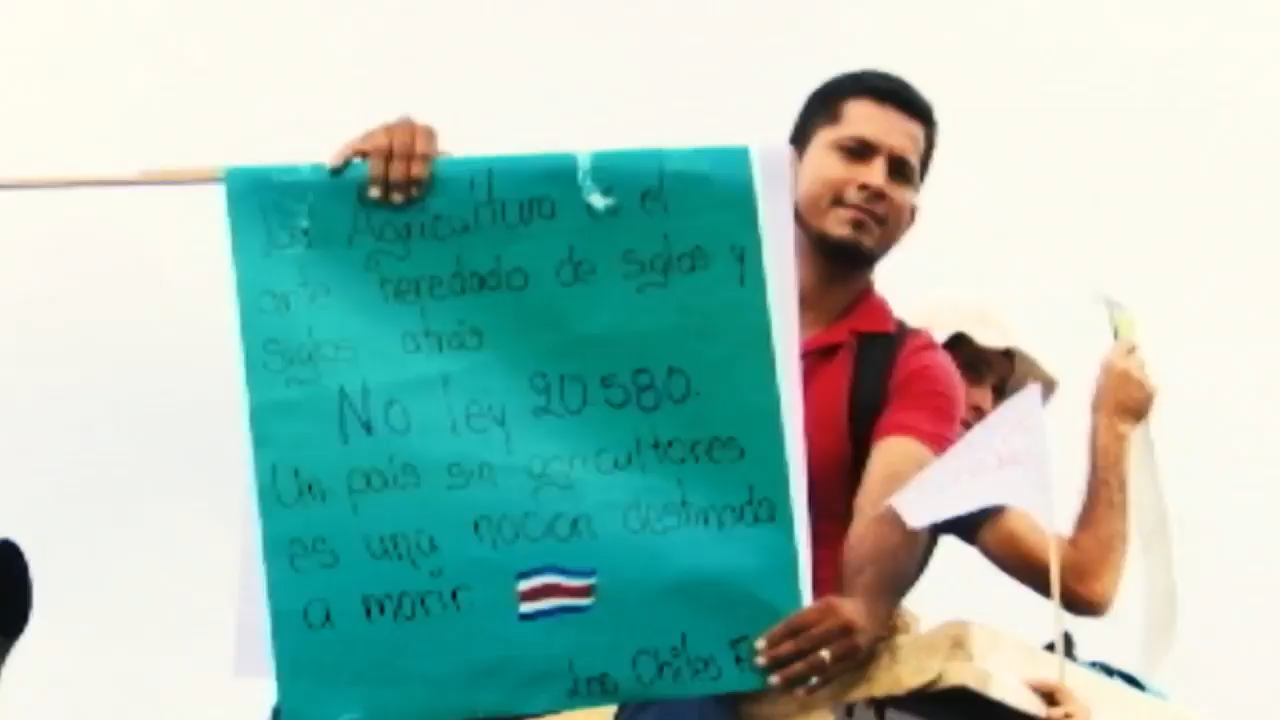 La Agricultura es el
arte heredado de siglos y
siglos atrás
No ley 20.580.
Un país sin agricultores
es una nación destinada
a morir
Los Chiles